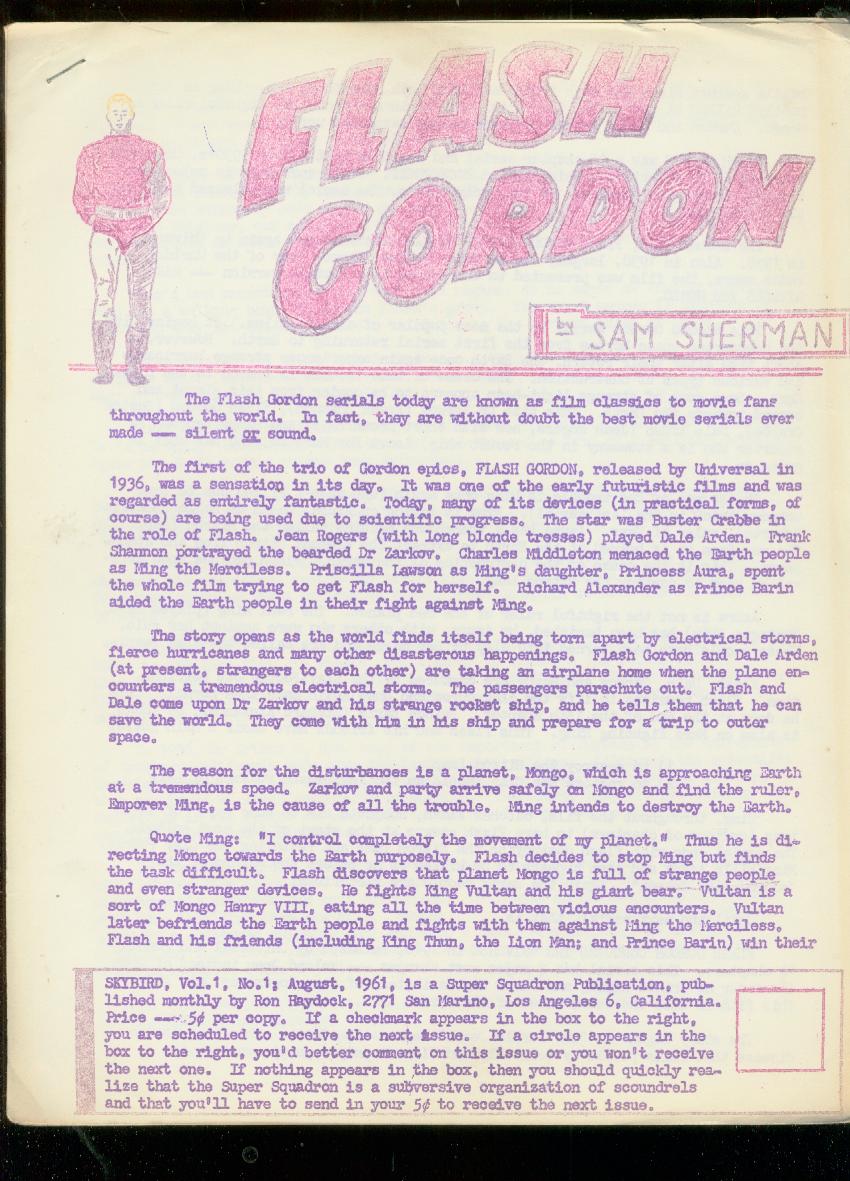 FLASH
GORDON
by SAM SHERMAN
The Flash Gordon serials today are known as film classics to movie fans
throughout the world. In fact, they are without doubt the best movie serials ever
made -- silent or sound.
The first of the trio of Gordon epics, FLASH GORDON, released by Universal in
1936, was a sensation in its day. It was one of the early futuristic films and was
regarded as entirely fantastic. Today, many of its devices (in practical forms, of
course) are being used due to scientific progress. The star was Buster Crabbe in
the role of Flash. Jean Rogers (with long blonde tresses) played Dale Arden. Frank
Shannon portrayed the bearded Dr Zarkov. Charles Middleton menaced the Earth people
as Ming the Merciless. Priscilla Lawson as Ming's daughter, Princess Aura, spent
the whole film trying to get Flash for herself. Richard Alexander as Prince Barin
aided the Earth people in their fight against Ming.
The story opens as the world finds itself being torn apart by electrical storms,
fierce hurricanes and many other disasterous happenings. Flash Gordon and Dale Arden
(at present, strangers to each other) are taking an airplane home when the plane en-
counters a tremendous electrical storm. The passengers parachute out. Flash and
Dale come upon Dr Zarkov and his strange rocket ship, and he tells them that he can
save the world. They come with him in his ship and prepare for a trip to outer
space.
The reason for the disturbances is a planet, Mongo, which is approaching Earth
at a tremendous speed. Zarkov and party arrive safely on Mongo and find the ruler,
Emporer Ming, is the cause of all the trouble. Ming intends to destroy the Earth.
Quote Ming: "I control completely the movement of my planet." Thus he is di-
recting Mongo towards the Earth purposely. Flash decides to stop Ming but finds
the task difficult. Flash discovers that planet Mongo is full of strange people
and even stranger devices. He fights King Vultan and his giant bear. Vultan is a
sort of Mongo Henry VIII, eating all the time between vicious encounters. Vultan
later befriends the Earth people and fights with them against Ming the Merciless.
Flash and his friends (including King Thun, the Lion Man; and Prince Barin) win their
SKYBIRD, Vol.1, No.1; August, 1961, is a Super Squadron Publication, pub-
lished monthly by Ron Haydock, 2771 San Marino, Los Angeles 6, California.
Price -- 5¢ per copy. If a checkmark appears in the box to the right,
you are scheduled to receive the next issue. If a circle appears in the
box to the right, you'd better comment on this issue or you won't receive
the next one. If nothing appears in the box, then you should quickly rea-
lize that the Super Squadron is a subversive organization of scoundrels
and that you'll have to send in your 5¢ to receive the next issue.